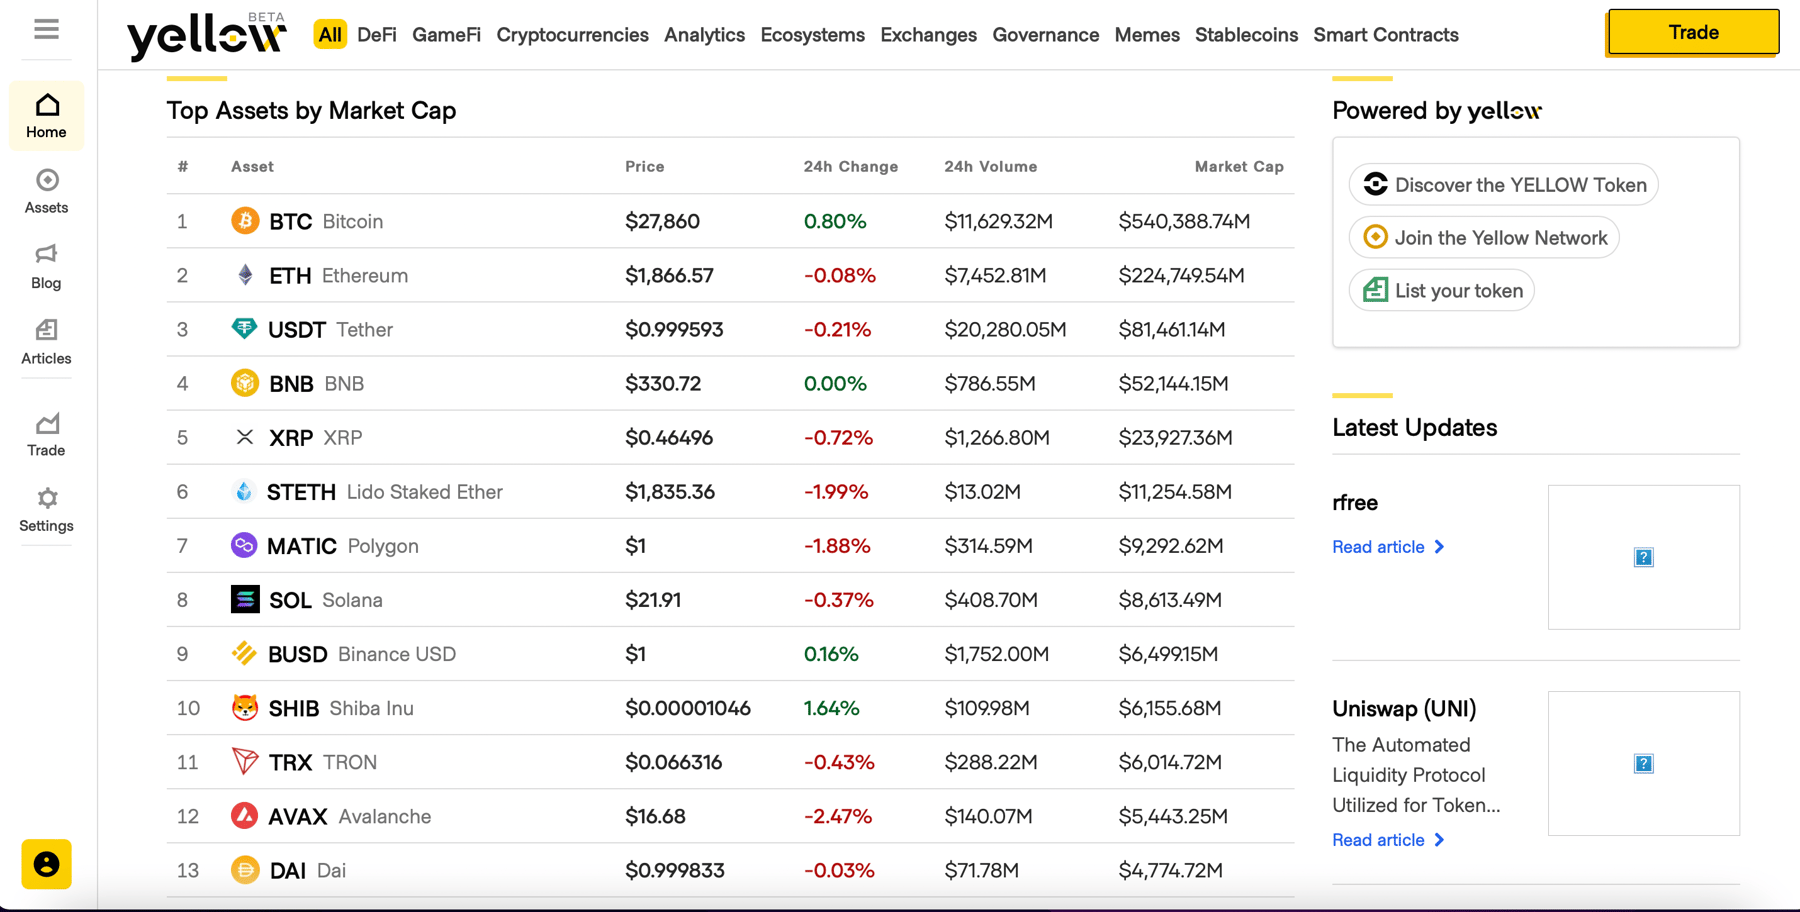 BETA
yellow
All DeFi GameFi Cryptocurrencies Analytics Ecosystems Exchanges Governance Memes Stablecoins Smart Contracts
Trade
Home
Assets
Blog
Articles
Trade
Settings
Top Assets by Market Cap
# Asset Price 24h Change 24h Volume Market Cap
1 BTC Bitcoin $27,860 0.80% $11,629.32M $540,388.74M
2 ETH Ethereum $1,866.57 -0.08% $7,452.81M $224,749.54M
3 USDT Tether $0.999593 -0.21% $20,280.05M $81,461.14M
4 BNB BNB $330.72 0.00% $786.55M $52,144.15M
5 XRP XRP $0.46496 -0.72% $1,266.80M $23,927.36M
6 STETH Lido Staked Ether $1,835.36 -1.99% $13.02M $11,254.58M
7 MATIC Polygon $1 -1.88% $314.59M $9,292.62M
8 SOL Solana $21.91 -0.37% $408.70M $8,613.49M
9 BUSD Binance USD $1 0.16% $1,752.00M $6,499.15M
10 SHIB Shiba Inu $0.00001046 1.64% $109.98M $6,155.68M
11 TRX TRON $0.066316 -0.43% $288.22M $6,014.72M
12 AVAX Avalanche $16.68 -2.47% $140.07M $5,443.25M
13 DAI Dai $0.999833 -0.03% $71.78M $4,774.72M
Powered by yellow
Discover the YELLOW Token
Join the Yellow Network
List your token
Latest Updates
rfree
Read article
?
Uniswap (UNI)
The Automated
Liquidity Protocol
Utilized for Token...
Read article
?